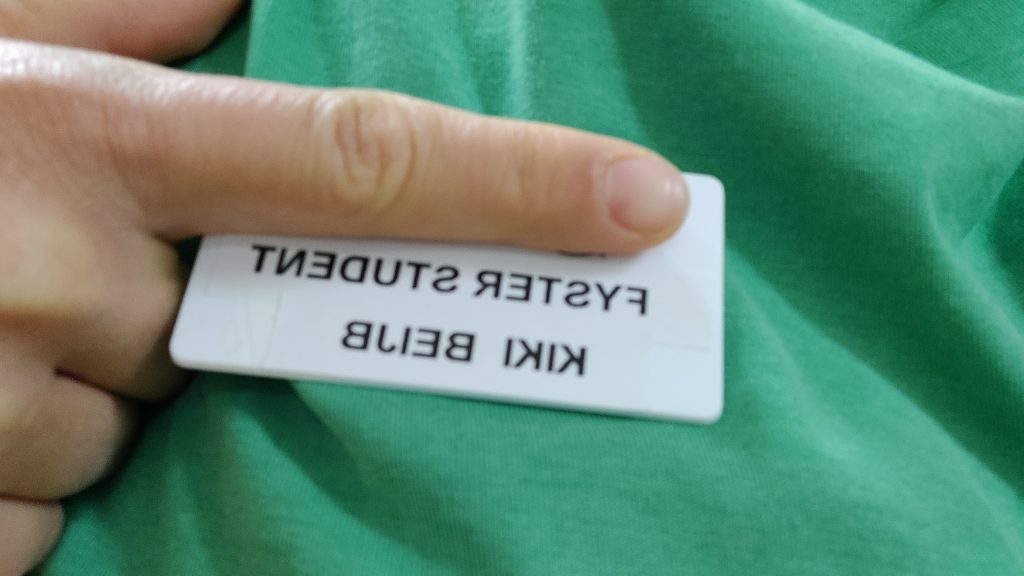 FYSTER STUDENT
KIKI BEIJB